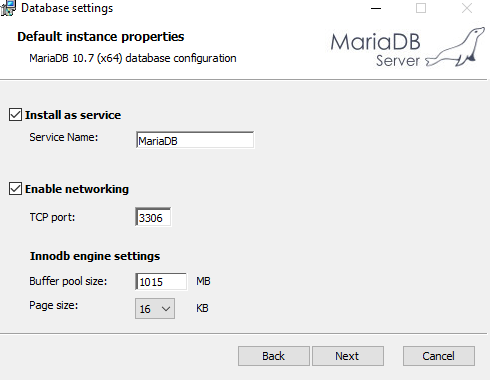 Database settings
Default instance properties
MariaDB 10.7 (x64) database configuration
MariaDB
Server
Install as service
Service Name: MariaDB
Enable networking
TCP port: 3306
Innodb engine settings
Buffer pool size: 1015 MB
Page size: 16 KB
Back Next Cancel